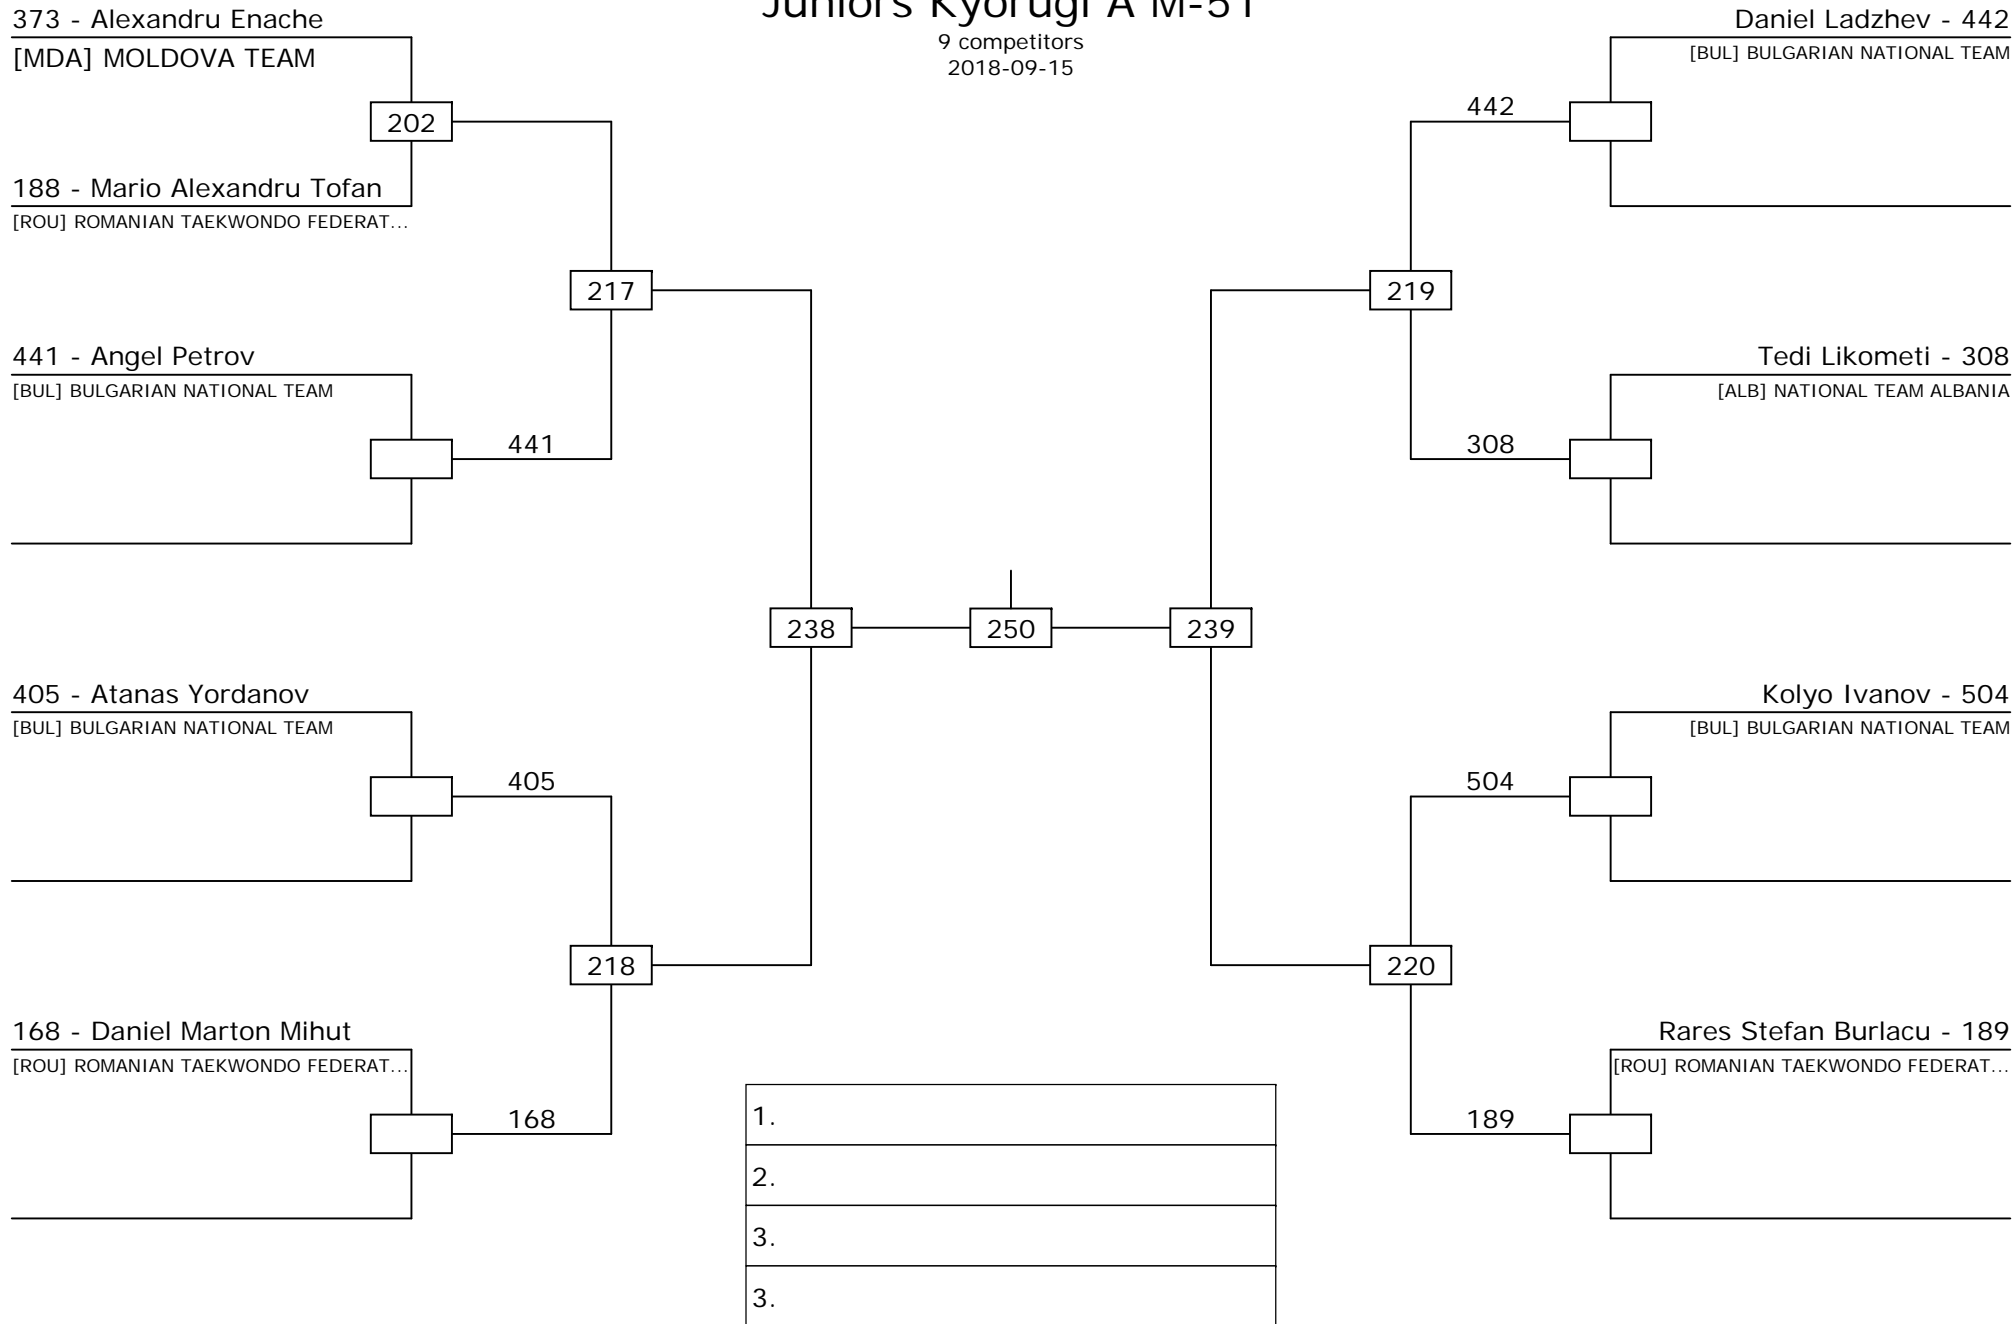 Juniors Kyorugi A M-51
9 competitors
2018-09-15
373 - Alexandru Enache
[MDA] MOLDOVA TEAM
202
188 - Mario Alexandru Tofan
[ROU] ROMANIAN TAEKWONDO FEDERAT...
217
441 - Angel Petrov
[BUL] BULGARIAN NATIONAL TEAM
441
238
405 - Atanas Yordanov
[BUL] BULGARIAN NATIONAL TEAM
405
218
168 - Daniel Marton Mihut
[ROU] ROMANIAN TAEKWONDO FEDERAT...
168
250
Daniel Ladzhev - 442
[BUL] BULGARIAN NATIONAL TEAM
442
219
Tedi Likometi - 308
[ALB] NATIONAL TEAM ALBANIA
308
239
Kolyo Ivanov - 504
[BUL] BULGARIAN NATIONAL TEAM
504
220
Rares Stefan Burlacu - 189
[ROU] ROMANIAN TAEKWONDO FEDERAT...
189
1.
2.
3.
3.